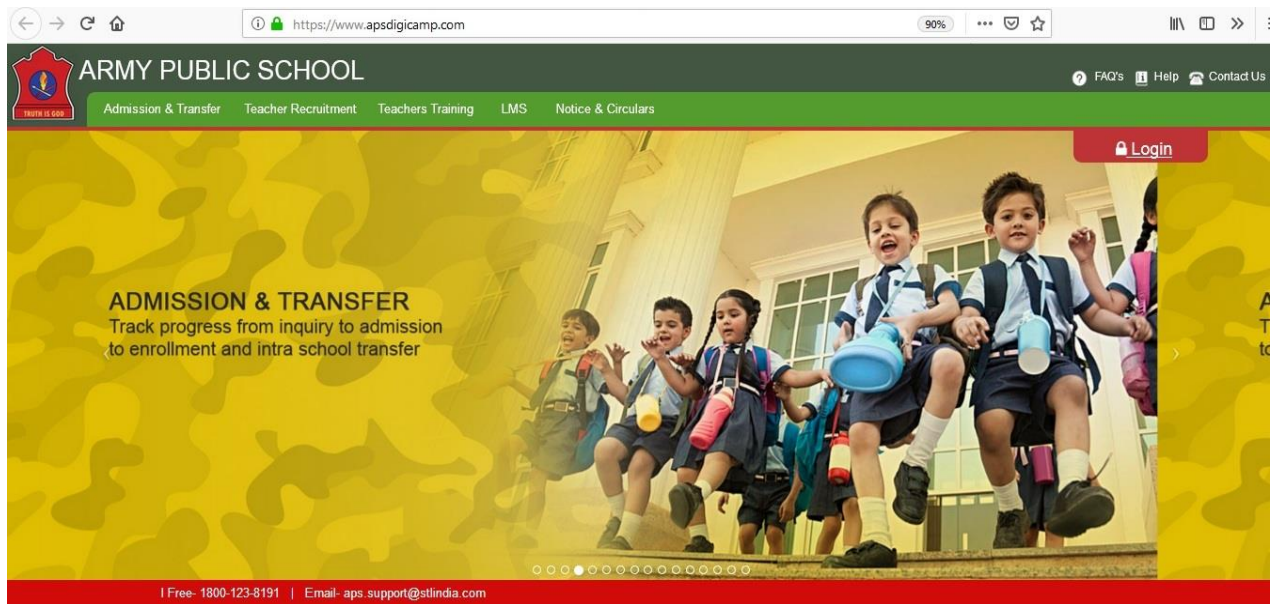 https://www.apsdigicamp.com
90%
ARMY PUBLIC SCHOOL
TRUTH IS GOD
FAQ's Help Contact Us
Admission & Transfer Teacher Recruitment Teachers Training LMS Notice & Circulars
Login
ADMISSION & TRANSFER
Track progress from inquiry to admission
to enrollment and intra school transfer
A
T
to
l Free- 1800-123-8191 | Email- aps.support@stlindia.com